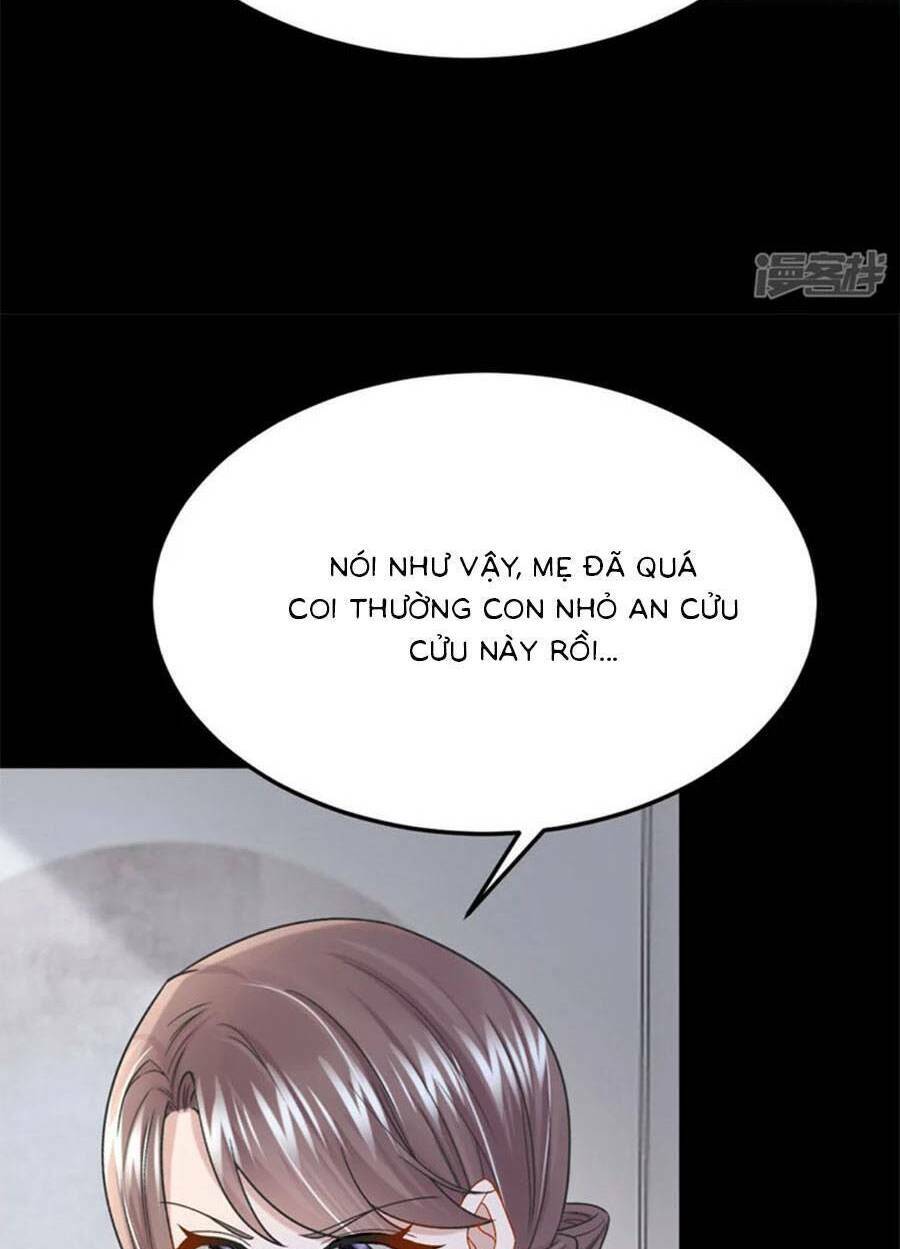 漫客栈
NÓI NHƯ VẬY, MẸ ĐÃ QUÁ
COI THƯỜNG CON NHỎ AN CỬU
CỬU NÀY RỒI...